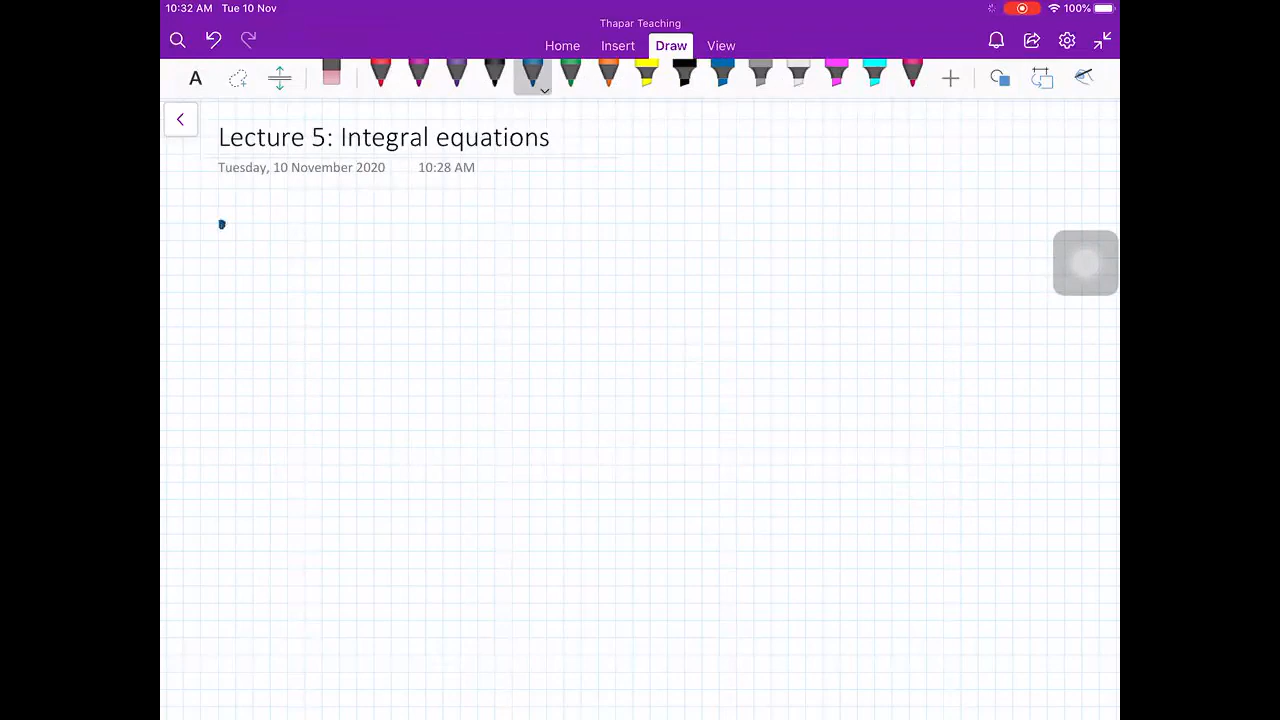 10:32 AM Tue 10 Nov 100%
Thapar Teaching
Home Insert Draw View
A
Lecture 5: Integral equations
Tuesday, 10 November 2020 10:28 AM